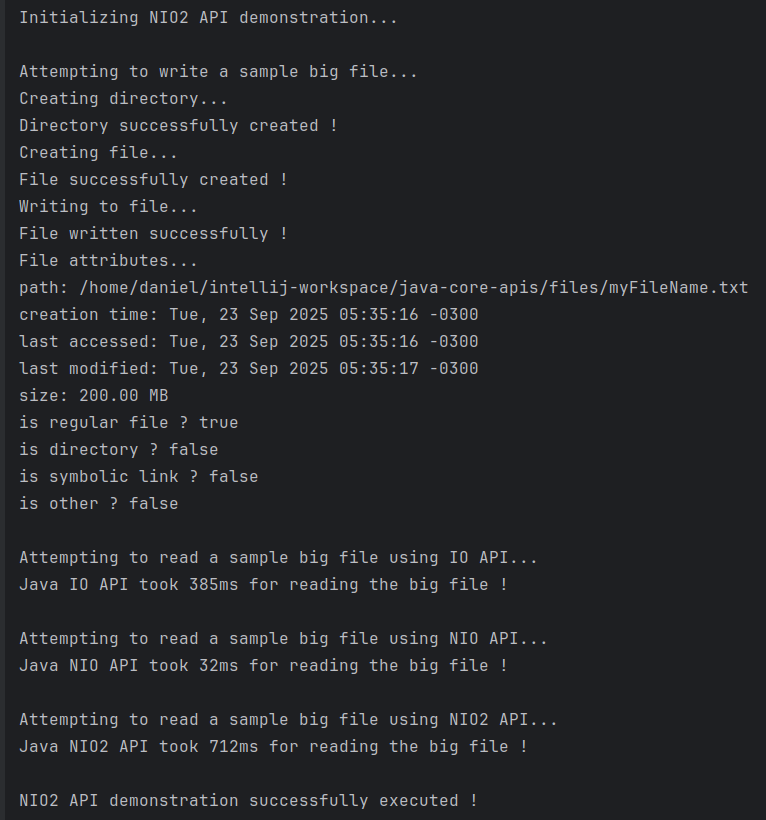 Initializing NIO2 API demonstration...
Attempting to write a sample big file...
Creating directory...
Directory successfully created !
Creating file...
File successfully created !
Writing to file...
File written successfully !
File attributes...
path: /home/daniel/intellij-workspace/java-core-apis/files/myFileName.txt
creation time: Tue, 23 Sep 2025 05:35:16 -0300
last accessed: Tue, 23 Sep 2025 05:35:16 -0300
last modified: Tue, 23 Sep 2025 05:35:17 -0300
size: 200.00 MB
is regular file ? true
is directory ? false
is symbolic link ? false
is other ? false
Attempting to read a sample big file using IO API...
Java IO API took 385ms for reading the big file !
Attempting to read a sample big file using NIO API...
Java NIO API took 32ms for reading the big file !
Attempting to read a sample big file using NIO2 API...
Java NIO2 API took 712ms for reading the big file !
NIO2 API demonstration successfully executed !